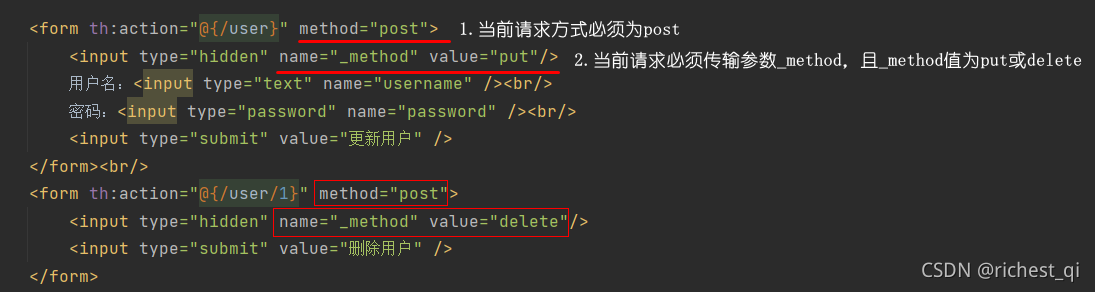 <form th:action="@{/user}" method="post"> 1.当前请求方式必须为post
<input type="hidden" name="_method" value="put"/> 2.当前请求必须传输参数_method，且_method值为put或delete
用户名：<input type="text" name="username" /><br/>
密码：<input type="password" name="password" /><br/>
<input type="submit" value="更新用户" />
</form><br/>
<form th:action="@{/user/1}" method="post">
<input type="hidden" name="_method" value="delete"/>
<input type="submit" value="删除用户" />
</form>
CSDN @richest_qi